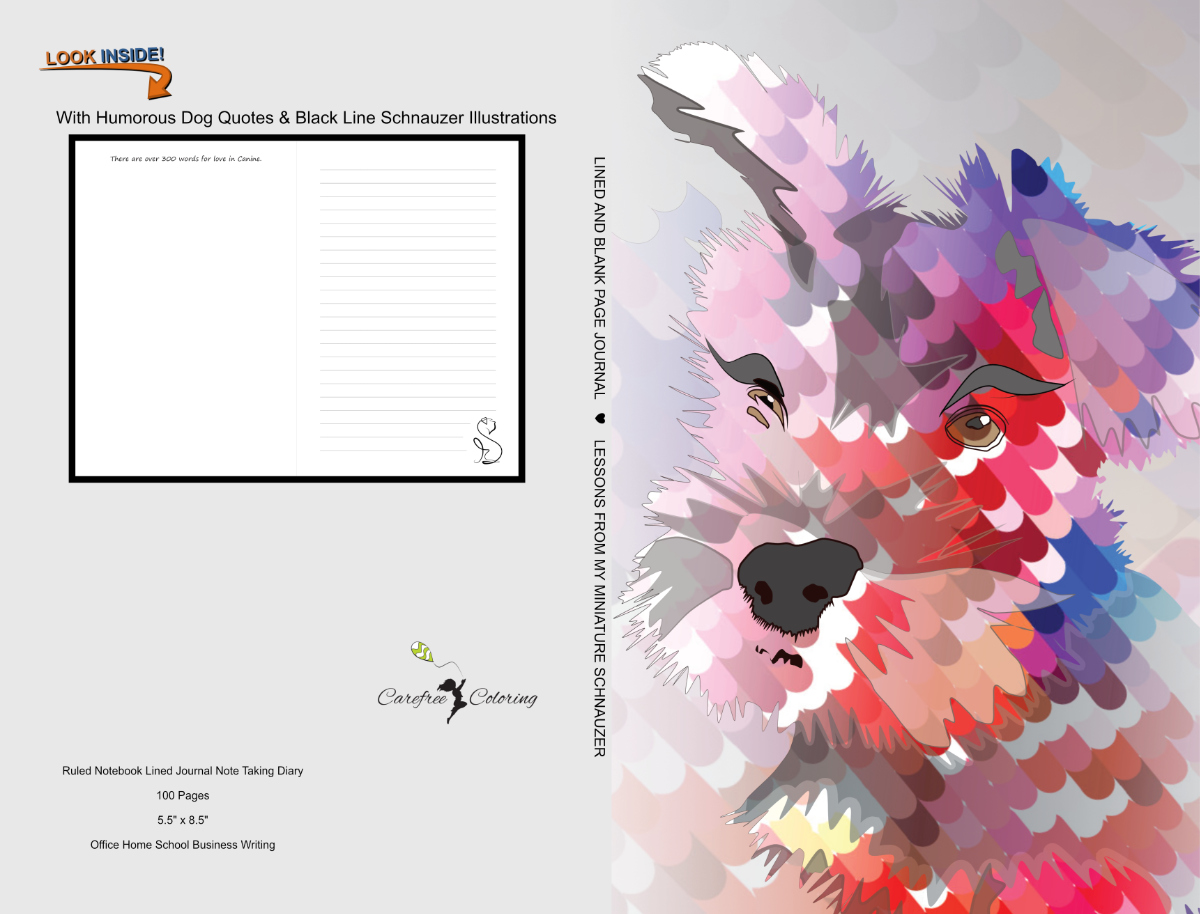 LOOK INSIDE!
With Humorous Dog Quotes & Black Line Schnauzer Illustrations
There are over 300 words for love in Canine.
Carefree Coloring
Ruled Notebook Lined Journal Note Taking Diary
100 Pages
5.5" x 8.5"
Office Home School Business Writing
LINED AND BLANK PAGE JOURNAL ♥ LESSONS FROM MY MINIATURE SCHNAUZER